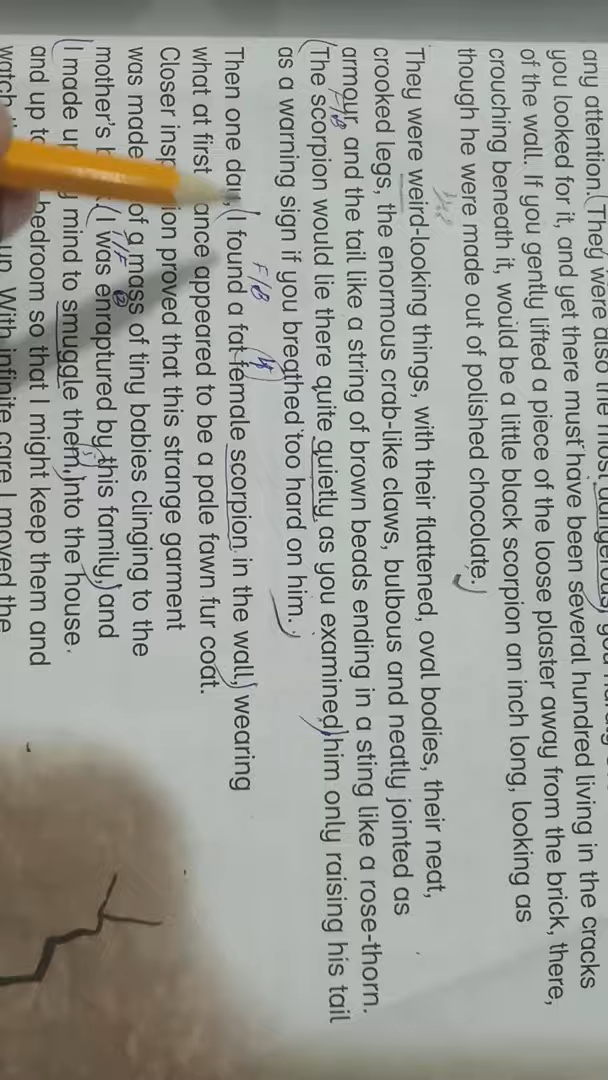 any attention. They were also the most dangerous,
you looked for it, and yet there must have been several hundred living in the cracks
of the wall. If you gently lifted a piece of the loose plaster away from the brick, there,
crouching beneath it, would be a little black scorpion an inch long, looking as
though he were made out of polished chocolate.
They were weird-looking things, with their flattened, oval bodies, their neat,
crooked legs, the enormous crab-like claws, bulbous and neatly jointed as
armour, and the tail like a string of brown beads ending in a sting like a rose-thorn.
F/B
The scorpion would lie there quite quietly as you examined him only raising his tail
as a warning sign if you breathed too hard on him.
F/B
Then one day I found a fat female scorpion in the wall, wearing
what at first appeared to be a pale fawn fur coat.
Closer proved that this strange garment
was made of a mass of tiny babies clinging to the
T/F
mother's I was enraptured by this family, and
I made mind to smuggle them into the house.
and up bedroom so that I might keep them and
With infinite care I moved the